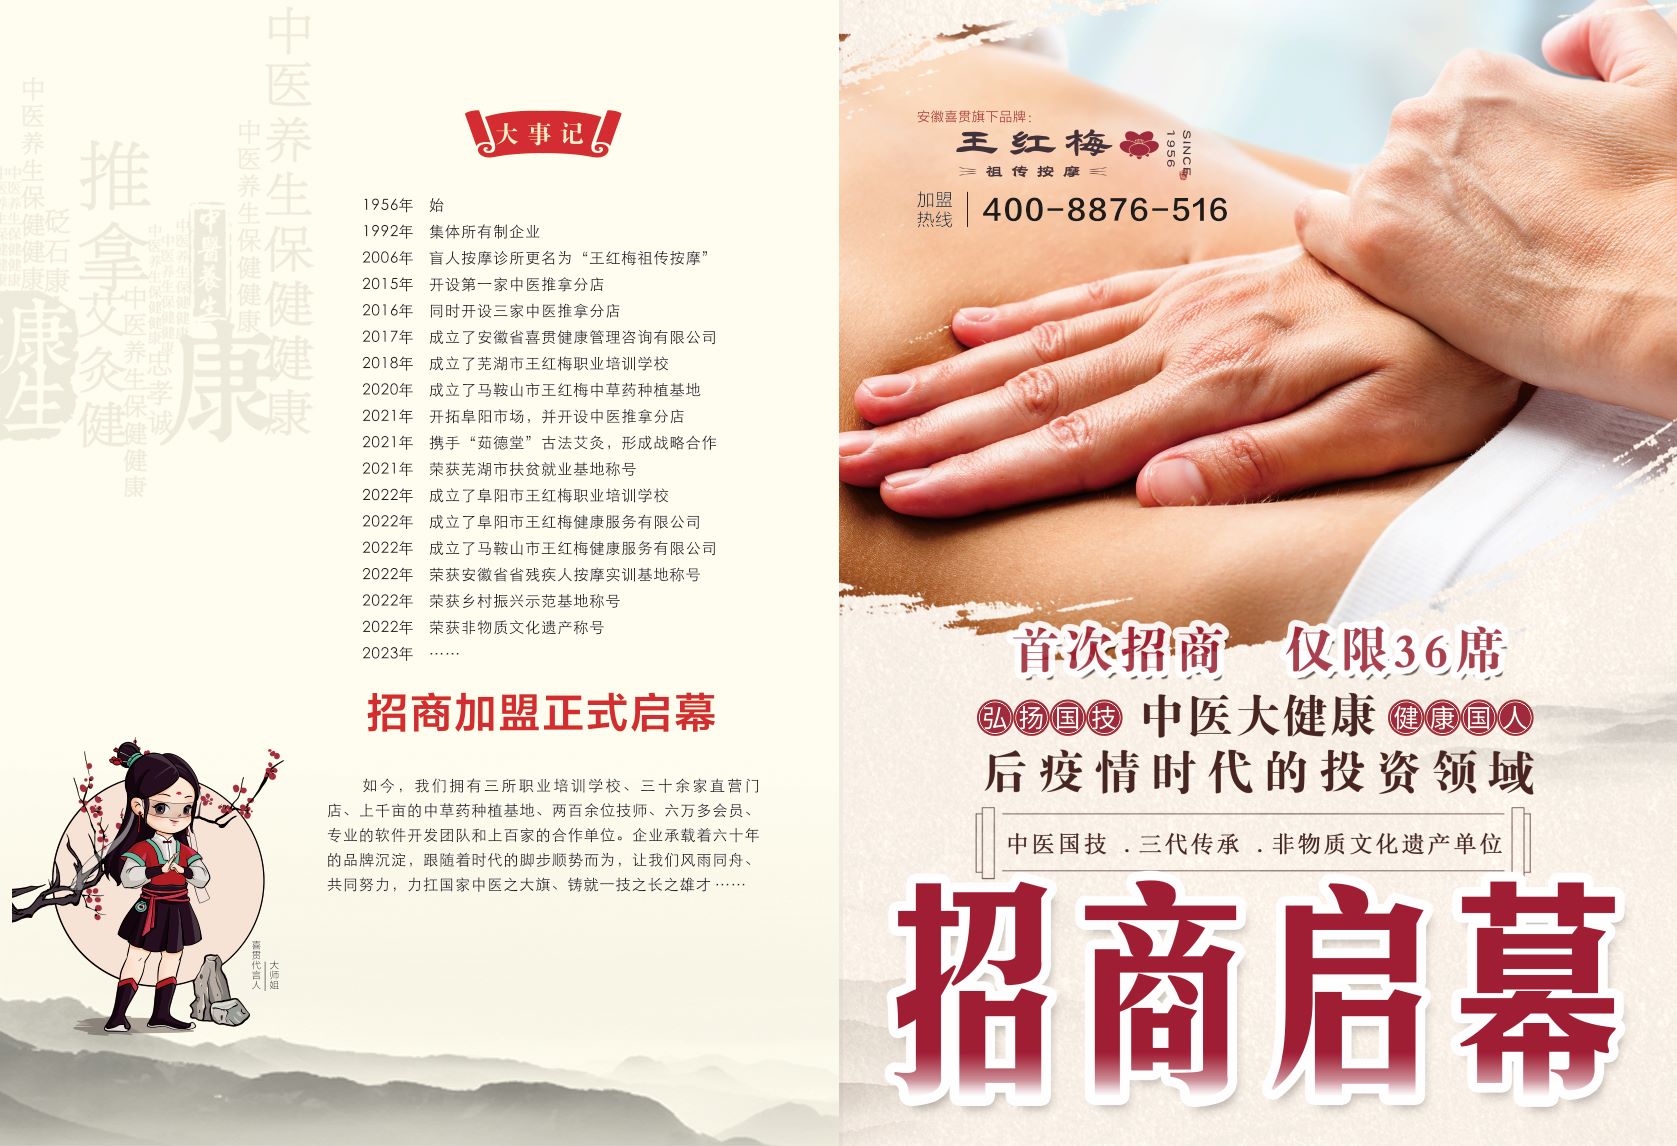 中医养生保健健康
中医养生保健健康
中医养生保健健康
推拿
艾灸
砭石
健康
中医养生保健健康
忠孝诚
中醫養生
康
康生
大事记
1956年 始
1992年 集体所有制企业
2006年 盲人按摩诊所更名为“王红梅祖传按摩”
2015年 开设第一家中医推拿分店
2016年 同时开设三家中医推拿分店
2017年 成立了安徽省喜贯健康管理咨询有限公司
2018年 成立了芜湖市王红梅职业培训学校
2020年 成立了马鞍山市王红梅中草药种植基地
2021年 开拓阜阳市场，并开设中医推拿分店
2021年 携手“茹德堂”古法艾灸，形成战略合作
2021年 荣获芜湖市扶贫就业基地称号
2022年 成立了阜阳市王红梅职业培训学校
2022年 成立了阜阳市王红梅健康服务有限公司
2022年 成立了马鞍山市王红梅健康服务有限公司
2022年 荣获安徽省省残疾人按摩实训基地称号
2022年 荣获乡村振兴示范基地称号
2022年 荣获非物质文化遗产称号
2023年 ……
招商加盟正式启幕
如今，我们拥有三所职业培训学校、三十余家直营门
店、上千亩的中草药种植基地、两百余位技师、六万多会员、
专业的软件开发团队和上百家的合作单位。企业承载着六十年
的品牌沉淀，跟随着时代的脚步顺势而为，让我们风雨同舟、
共同努力，力扛国家中医之大旗、铸就一技之长之雄才……
喜贯代言人
大师姐
安徽喜贯旗下品牌：
王红梅
SINCE
1956
祖传按摩
加盟
热线
400-8876-516
首次招商 仅限36席
弘扬国技 中医大健康 健康国人
后疫情时代的投资领域
中医国技 .三代传承 .非物质文化遗产单位
招商启幕